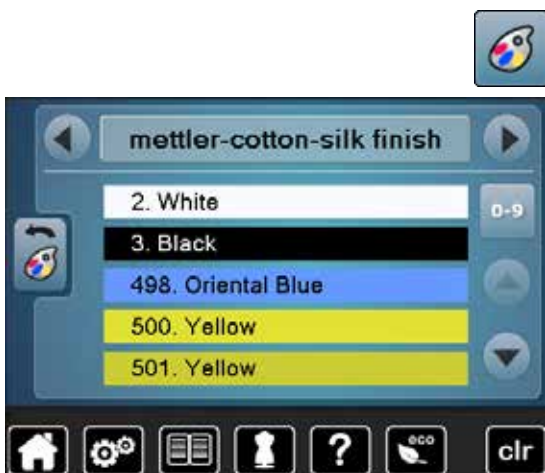 mettler-cotton-silk finish
2. White
0-9
3. Black
498. Oriental Blue
500. Yellow
501. Yellow
?
eco
clr